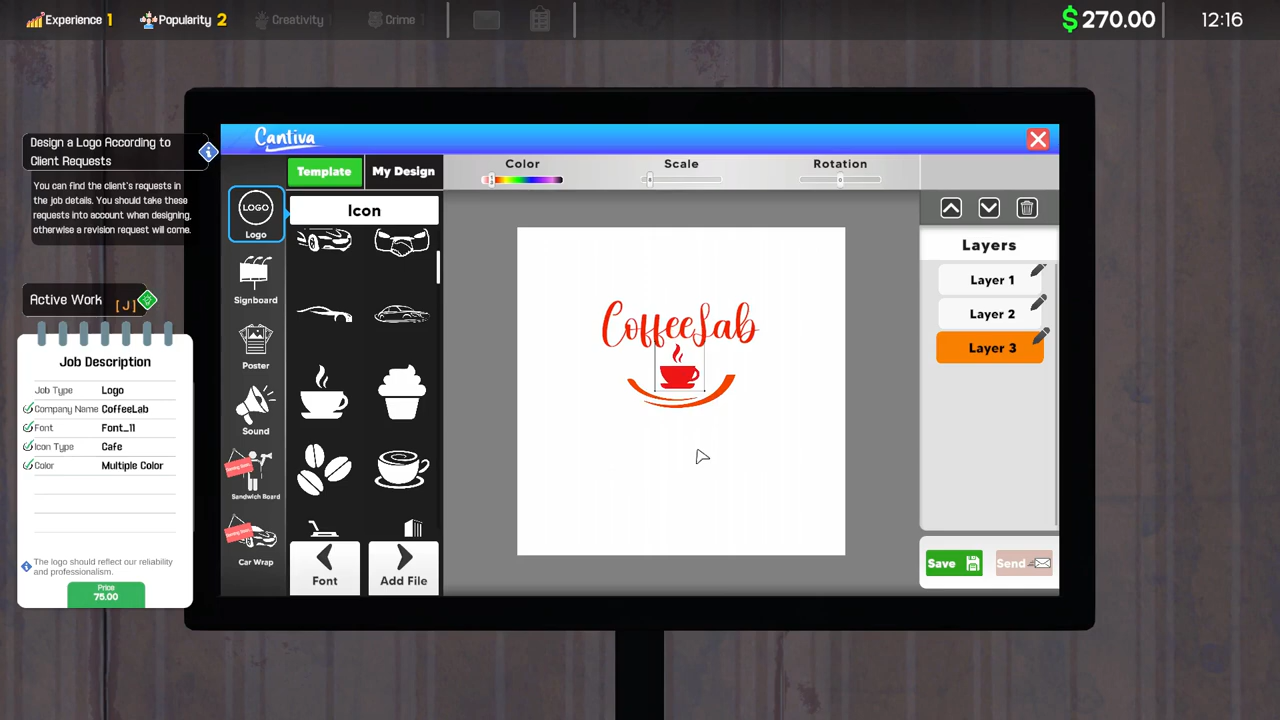 Experience 1
Popularity 2
Creativity
Crime
$ 270.00
12:16
Design a Logo According to
Client Requests
You can find the client's requests in
the job details. You should take these
requests into account when designing,
otherwise a revision request will come.
Active Work [J]
Job Description
Job Type Logo
Company Name CoffeeLab
Font Font_11
Icon Type Cafe
Color Multiple Color
The logo should reflect our reliability
and professionalism.
Price
75.00
Cantiva
Template
My Design
Color
Scale
Rotation
LOGO
Logo
Signboard
Poster
Sound
Sandwich Board
Car Wrap
Icon
Font
Add File
CoffeeLab
Layers
Layer 1
Layer 2
Layer 3
Save
Send